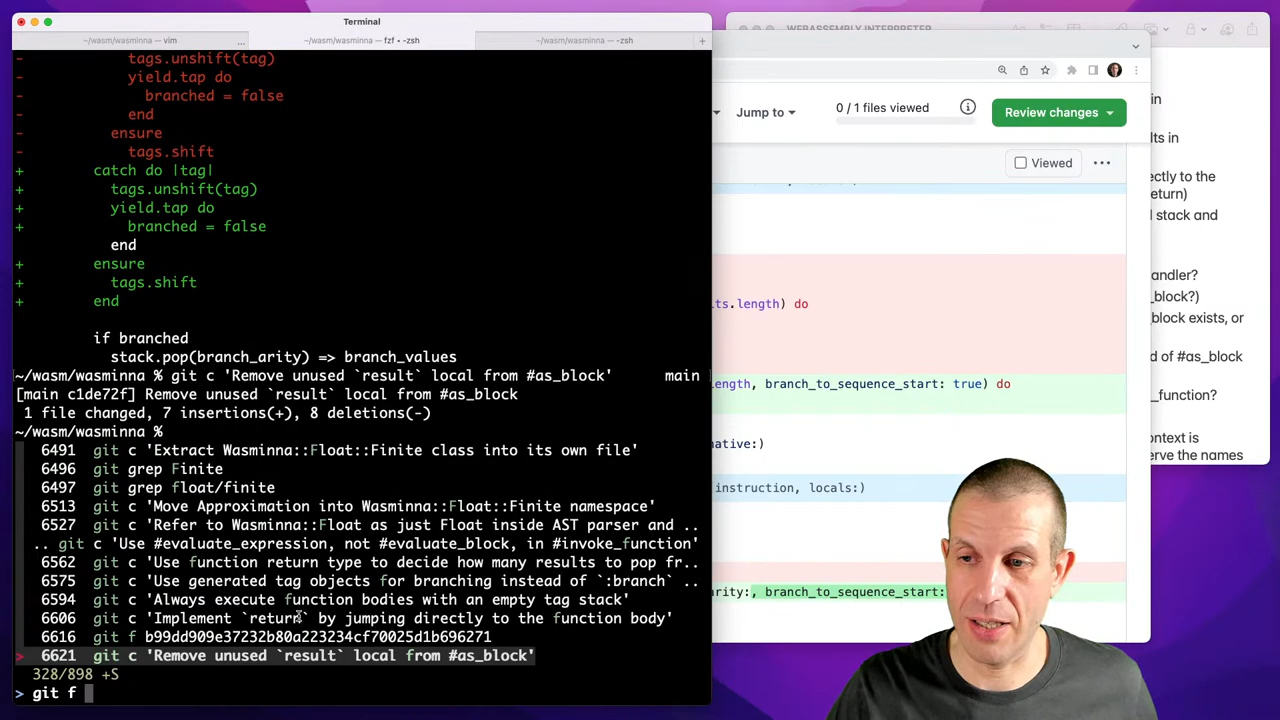 Terminal
~/wasm/wasminna — vim
...
~/wasm/wasminna — fzf • -zsh
~/wasm/wasminna — -zsh
+
- tags.unshift(tag)
- yield.tap do
- branched = false
- end
- ensure
- tags.shift
+ catch do |tag|
+ tags.unshift(tag)
+ yield.tap do
+ branched = false
end
+ ensure
+ tags.shift
+ end
if branched
stack.pop(branch_arity) => branch_values
~/wasm/wasminna % git c 'Remove unused `result` local from #as_block' main
[main c1de72f] Remove unused `result` local from #as_block
1 file changed, 7 insertions(+), 8 deletions(-)
~/wasm/wasminna %
6491 git c 'Extract Wasminna::Float::Finite class into its own file'
6496 git grep Finite
6497 git grep float/finite
6513 git c 'Move Approximation into Wasminna::Float::Finite namespace'
6527 git c 'Refer to Wasminna::Float as just Float inside AST parser and ..
.. git c 'Use #evaluate_expression, not #evaluate_block, in #invoke_function'
6562 git c 'Use function return type to decide how many results to pop fr..
6575 git c 'Use generated tag objects for branching instead of `:branch` ..
6594 git c 'Always execute function bodies with an empty tag stack'
6606 git c 'Implement `return` by jumping directly to the function body'
6616 git f b99dd909e37232b80a223234cf70025d1b696271
> 6621 git c 'Remove unused `result` local from #as_block'
328/898 +S
> git f
WEBASSEMBLY INTERPRETER
Jump to
0 / 1 files viewed
Review changes
Viewed
...
lts.length) do
length, branch_to_sequence_start: true) do
native:)
instruction, locals:)
rity:, branch_to_sequence_start:
in
lts in
ectly to the
eturn)
l stack and
andler?
_block?)
block exists, or
d of #as_block
_function?
ontext is
erve the names